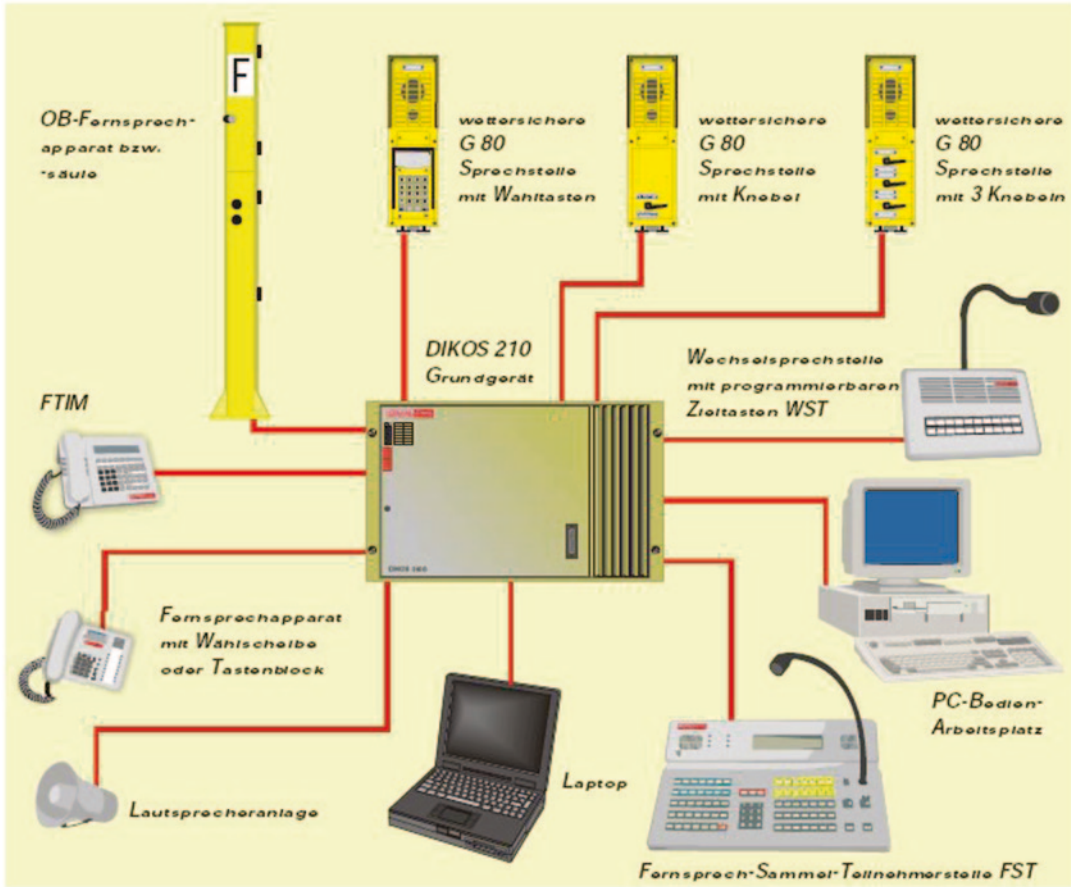 F
OB-Fernsprech-
apparat bzw.
-säule
wettersichere
G 80
Sprechstelle
mit Wahltasten
wettersichere
G 80
Sprechstelle
mit Knebel
wettersichere
G 80
Sprechstelle
mit 3 Knebeln
DIKOS 210
Grundgerät
Wechselsprechstelle
mit programmierbaren
Zieltasten WST
FTIM
Fernsprechapparat
mit Wählscheibe
oder Tastenblock
PC-Bedien-
Arbeitsplatz
Laptop
Lautsprecheranlage
Fernsprech-Sammel-Teilnehmerstelle FST